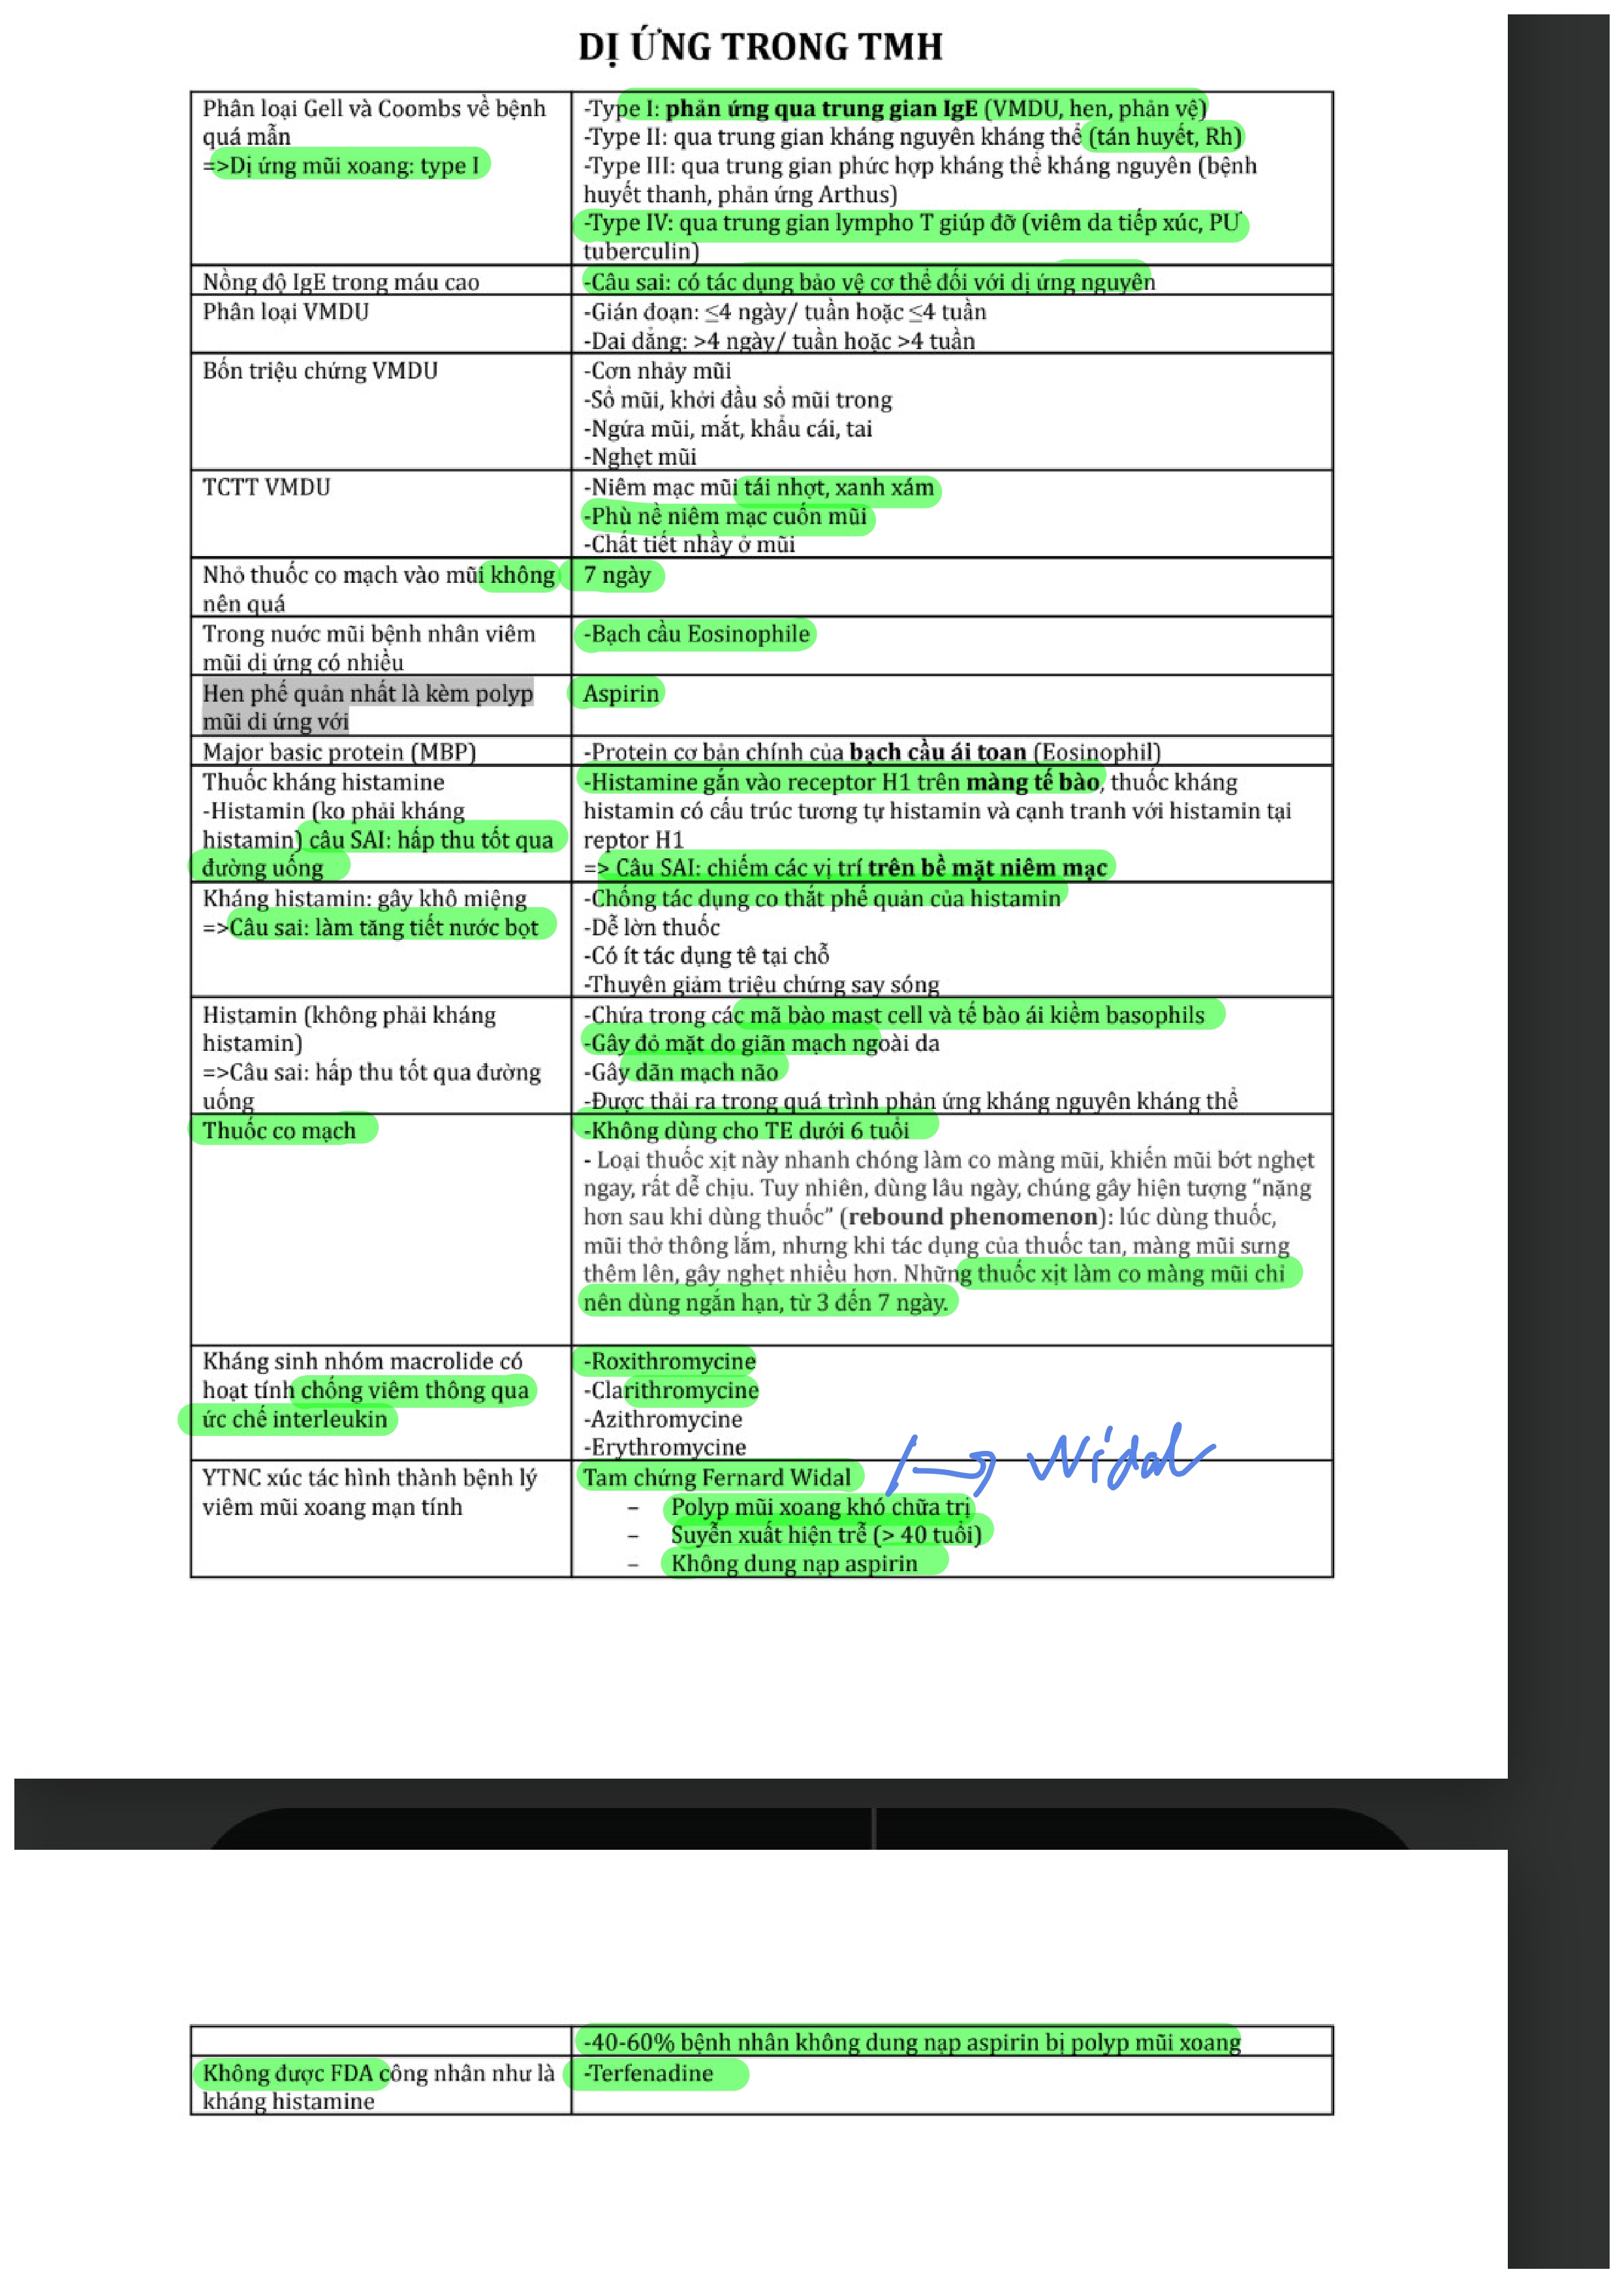 DỊ ỨNG TRONG TMH
Phân loại Gell và Coombs về bệnh
quá mẫn
=>Dị ứng mũi xoang: type I
-Type I: phản ứng qua trung gian IgE (VMDU, hen, phản vệ)
-Type II: qua trung gian kháng nguyên kháng thể (tán huyết, Rh)
-Type III: qua trung gian phức hợp kháng thể kháng nguyên (bệnh
huyết thanh, phản ứng Arthus)
-Type IV: qua trung gian lympho T giúp đỡ (viêm da tiếp xúc, PƯ
tuberculin)
Nồng độ IgE trong máu cao
-Câu sai: có tác dụng bảo vệ cơ thể đối với dị ứng nguyên
Phân loại VMDU
-Gián đoạn: ≤4 ngày/ tuần hoặc ≤4 tuần
-Dai dẳng: >4 ngày/ tuần hoặc >4 tuần
Bốn triệu chứng VMDU
-Cơn nhảy mũi
-Sổ mũi, khởi đầu sổ mũi trong
-Ngứa mũi, mắt, khẩu cái, tai
-Nghẹt mũi
TCTT VMDU
-Niêm mạc mũi tái nhợt, xanh xám
-Phù nề niêm mạc cuốn mũi
-Chất tiết nhầy ở mũi
Nhỏ thuốc co mạch vào mũi không
nên quá
7 ngày
Trong nước mũi bệnh nhân viêm
mũi dị ứng có nhiều
-Bạch cầu Eosinophile
Hen phế quản nhất là kèm polyp
mũi di ứng với
Aspirin
Major basic protein (MBP)
-Protein cơ bản chính của bạch cầu ái toan (Eosinophil)
Thuốc kháng histamine
-Histamin (ko phải kháng
histamin) câu SAI: hấp thu tốt qua
đường uống
-Histamine gắn vào receptor H1 trên màng tế bào, thuốc kháng
histamin có cấu trúc tương tự histamin và cạnh tranh với histamin tại
reptor H1
=> Câu SAI: chiếm các vị trí trên bề mặt niêm mạc
Kháng histamin: gây khô miệng
=>Câu sai: làm tăng tiết nước bọt
-Chống tác dụng co thắt phế quản của histamin
-Dễ lờn thuốc
-Có ít tác dụng tê tại chỗ
-Thuyên giảm triệu chứng say sóng
Histamin (không phải kháng
histamin)
=>Câu sai: hấp thu tốt qua đường
uống
-Chứa trong các mã bào mast cell và tế bào ái kiềm basophils
-Gây đỏ mặt do giãn mạch ngoài da
-Gây dãn mạch não
-Được thải ra trong quá trình phản ứng kháng nguyên kháng thể
Thuốc co mạch
-Không dùng cho TE dưới 6 tuổi
- Loại thuốc xịt này nhanh chóng làm co màng mũi, khiến mũi bớt nghẹt
ngay, rất dễ chịu. Tuy nhiên, dùng lâu ngày, chúng gây hiện tượng “nặng
hơn sau khi dùng thuốc” (rebound phenomenon): lúc dùng thuốc,
mũi thở thông lắm, nhưng khi tác dụng của thuốc tan, màng mũi sưng
thêm lên, gây nghẹt nhiều hơn. Những thuốc xịt làm co màng mũi chỉ
nên dùng ngắn hạn, từ 3 đến 7 ngày.
Kháng sinh nhóm macrolide có
hoạt tính chống viêm thông qua
ức chế interleukin
-Roxithromycine
-Clarithromycine
-Azithromycine
-Erythromycine
YTNC xúc tác hình thành bệnh lý
viêm mũi xoang mạn tính
Tam chứng Fernard Widal
Widal
– Polyp mũi xoang khó chữa trị
– Suyễn xuất hiện trễ (> 40 tuổi)
– Không dung nạp aspirin
-40-60% bệnh nhân không dung nạp aspirin bị polyp mũi xoang
Không được FDA công nhân như là
kháng histamine
-Terfenadine